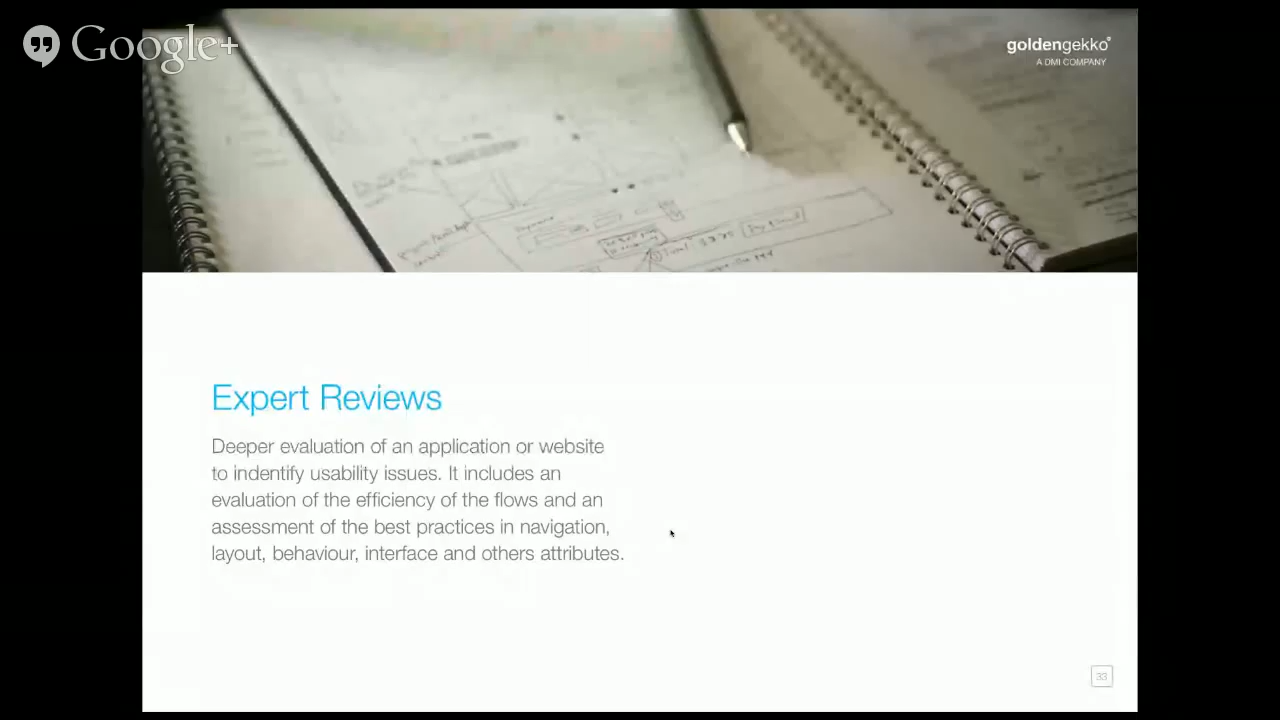 Google+
goldengekko
A DMI COMPANY
Expert Reviews
Deeper evaluation of an application or website
to indentify usability issues. It includes an
evaluation of the efficiency of the flows and an
assessment of the best practices in navigation,
layout, behaviour, interface and others attributes.
33